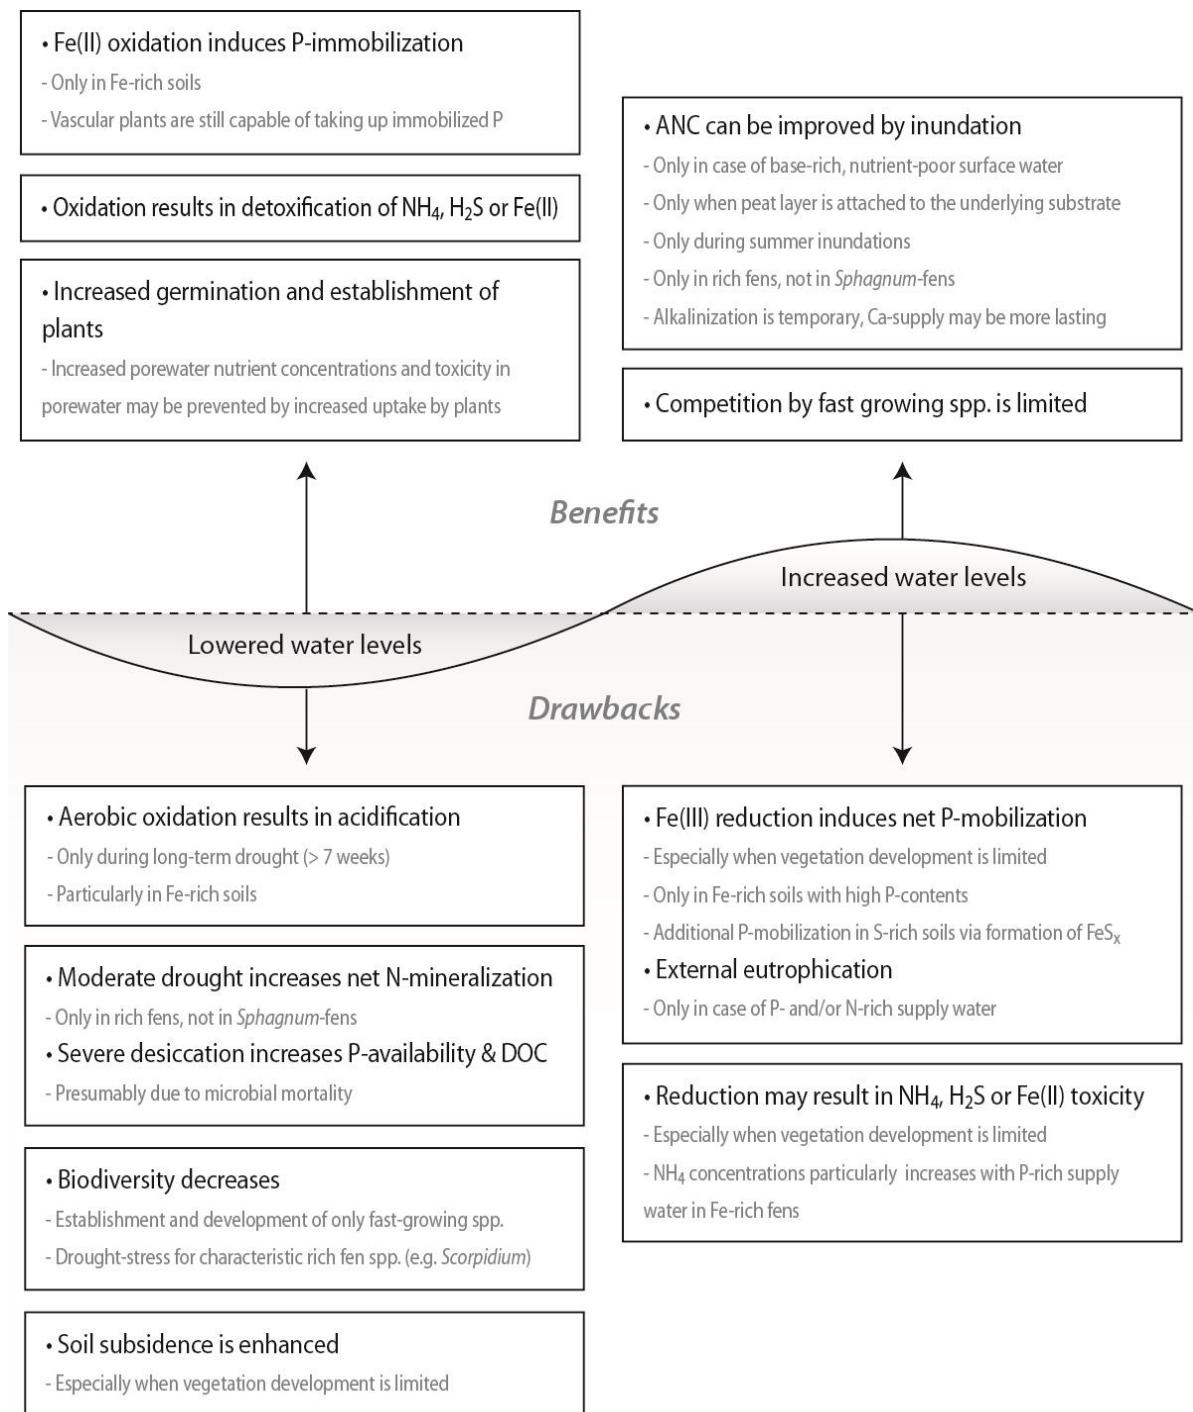 • Fe(II) oxidation induces P-immobilization
- Only in Fe-rich soils
- Vascular plants are still capable of taking up immobilized P
• Oxidation results in detoxification of NH₄, H₂S or Fe(II)
• Increased germination and establishment of
plants
- Increased porewater nutrient concentrations and toxicity in
porewater may be prevented by increased uptake by plants
• ANC can be improved by inundation
- Only in case of base-rich, nutrient-poor surface water
- Only when peat layer is attached to the underlying substrate
- Only during summer inundations
- Only in rich fens, not in Sphagnum-fens
- Alkalinization is temporary, Ca-supply may be more lasting
• Competition by fast growing spp. is limited
Benefits
Increased water levels
Lowered water levels
Drawbacks
• Aerobic oxidation results in acidification
- Only during long-term drought (> 7 weeks)
- Particularly in Fe-rich soils
• Moderate drought increases net N-mineralization
- Only in rich fens, not in Sphagnum-fens
• Severe desiccation increases P-availability & DOC
- Presumably due to microbial mortality
• Biodiversity decreases
- Establishment and development of only fast-growing spp.
- Drought-stress for characteristic rich fen spp. (e.g. Scorpidium)
• Soil subsidence is enhanced
- Especially when vegetation development is limited
• Fe(III) reduction induces net P-mobilization
- Especially when vegetation development is limited
- Only in Fe-rich soils with high P-contents
- Additional P-mobilization in S-rich soils via formation of FeSₓ
• External eutrophication
- Only in case of P- and/or N-rich supply water
• Reduction may result in NH₄, H₂S or Fe(II) toxicity
- Especially when vegetation development is limited
- NH₄ concentrations particularly increases with P-rich supply
water in Fe-rich fens